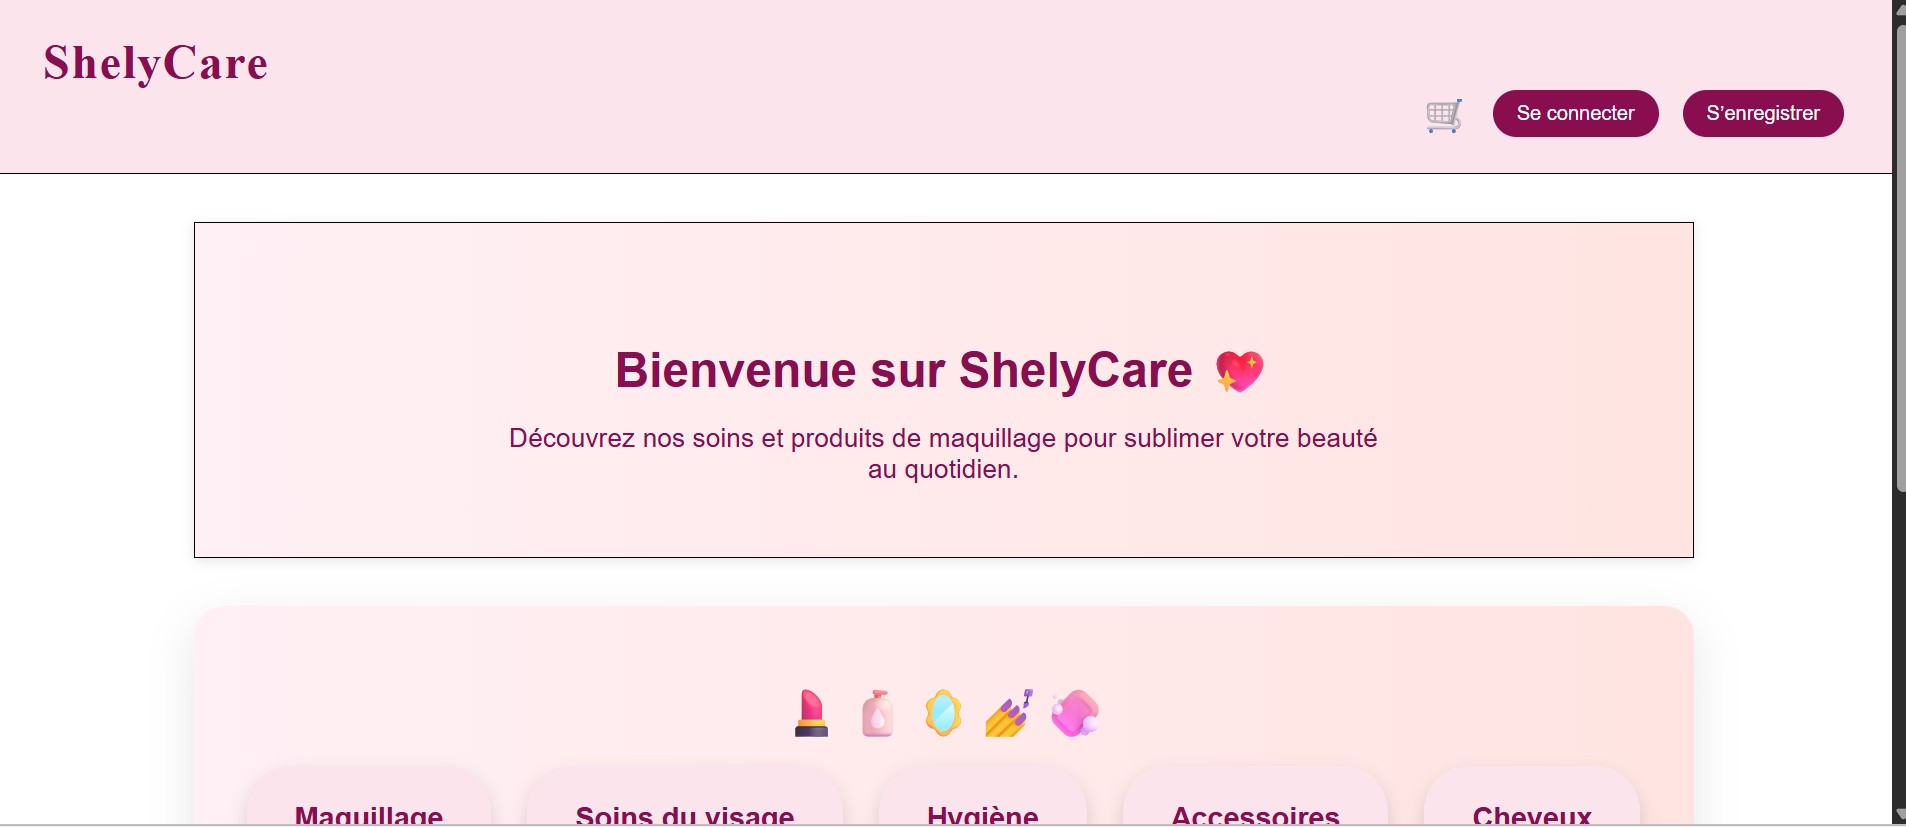 ShelyCare
Se connecter
S'enregistrer
Bienvenue sur ShelyCare
Découvrez nos soins et produits de maquillage pour sublimer votre beauté
au quotidien.
Maquillage
Soins du visage
Hygiène
Accessoires
Cheveux